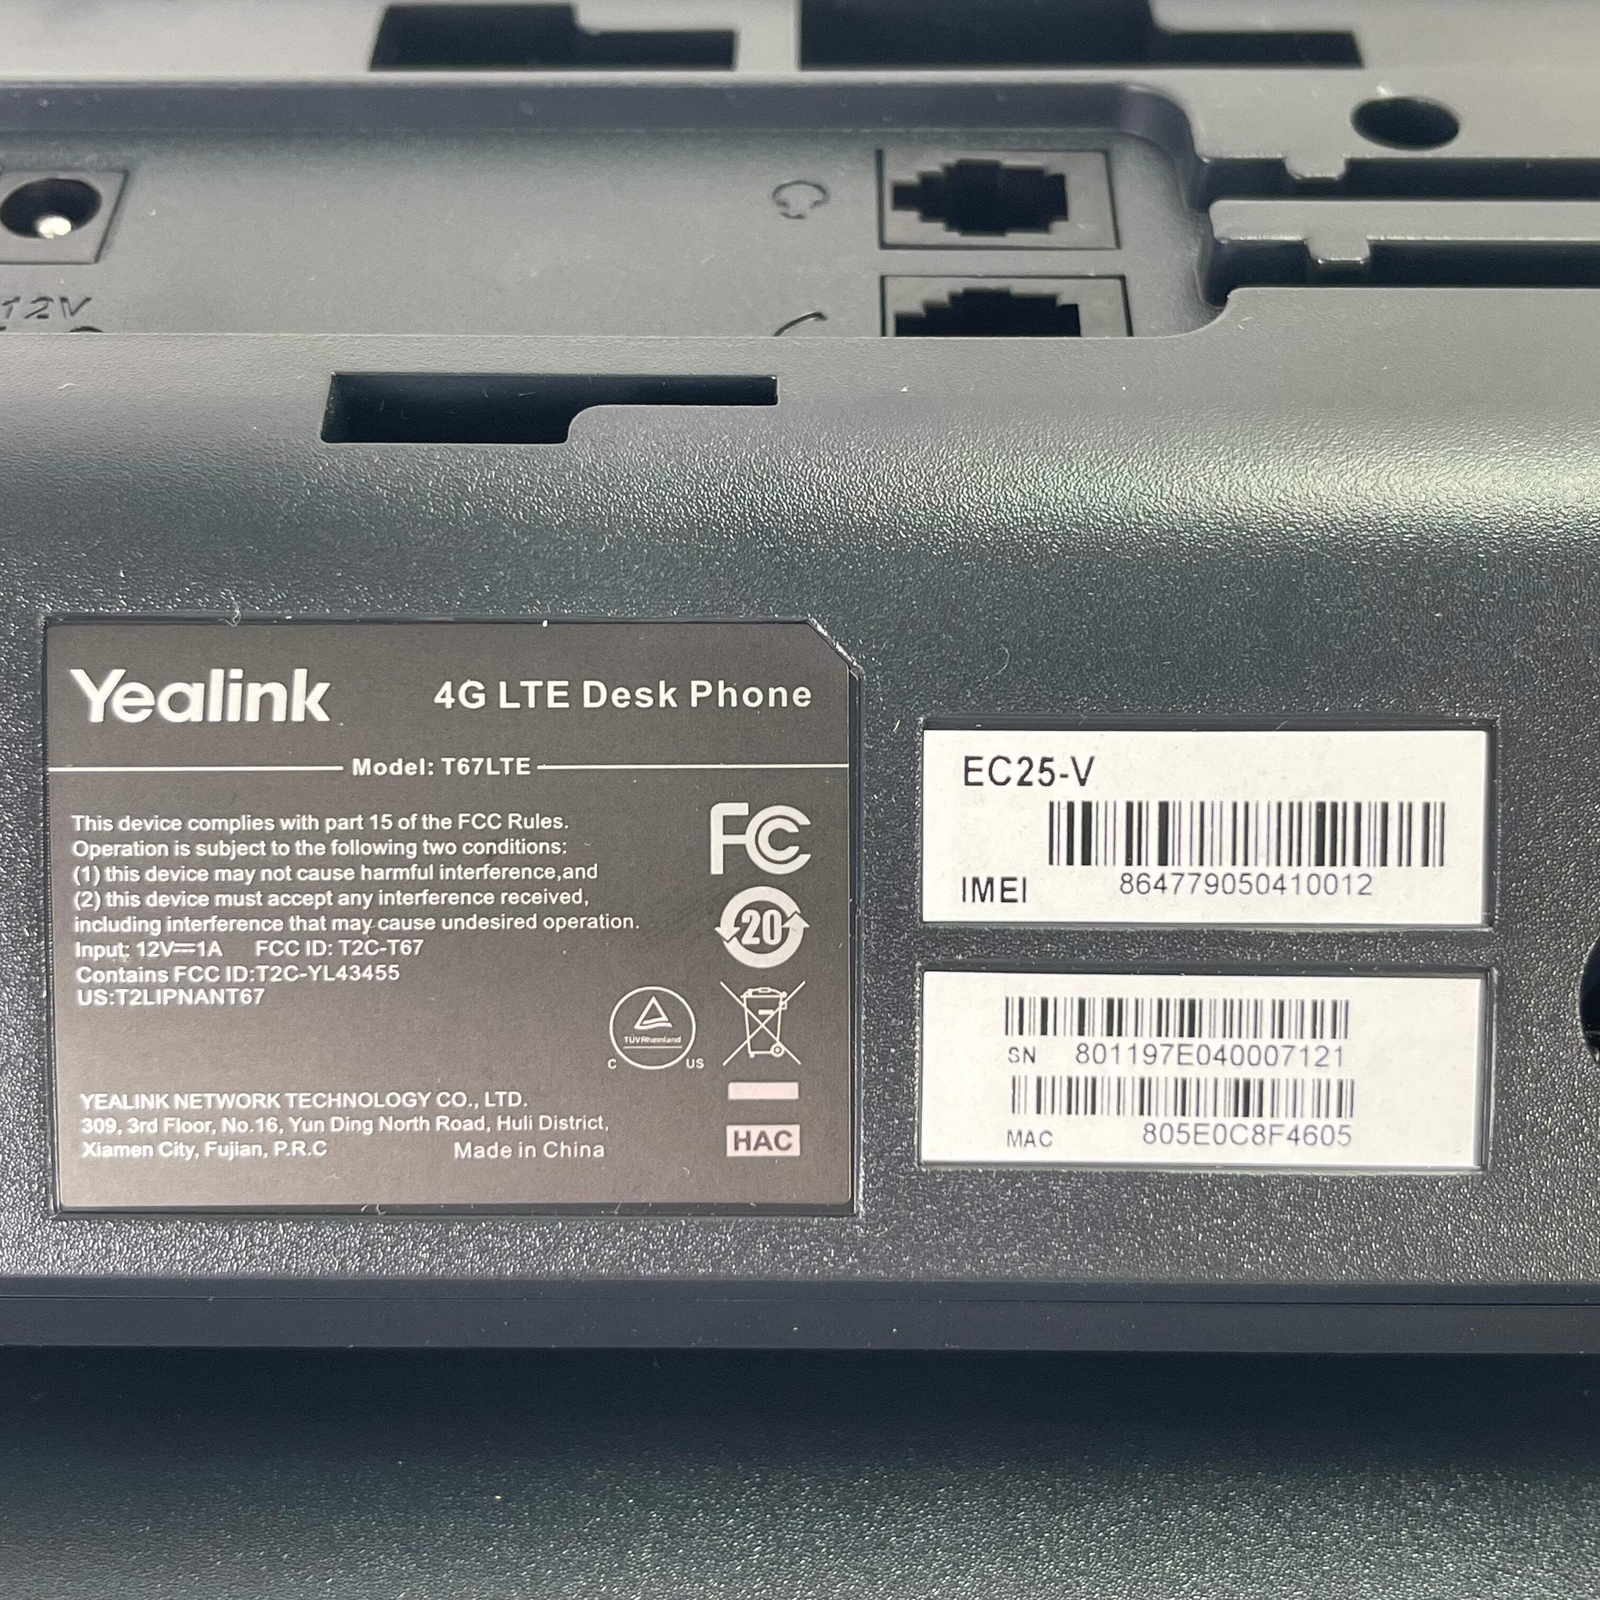 12V
Yealink 4G LTE Desk Phone
Model: T67LTE
This device complies with part 15 of the FCC Rules.
Operation is subject to the following two conditions:
(1) this device may not cause harmful interference,and
(2) this device must accept any interference received,
including interference that may cause undesired operation.
Input: 12V⎓1A FCC ID: T2C-T67
Contains FCC ID:T2C-YL43455
US:T2LIPNANT67
FC
20
TÜVRheinland
C US
YEALINK NETWORK TECHNOLOGY CO., LTD.
309, 3rd Floor, No.16, Yun Ding North Road, Huli District,
Xiamen City, Fujian, P.R.C Made in China
HAC
EC25-V
IMEI 864779050410012
SN 801197E040007121
MAC 805E0C8F4605